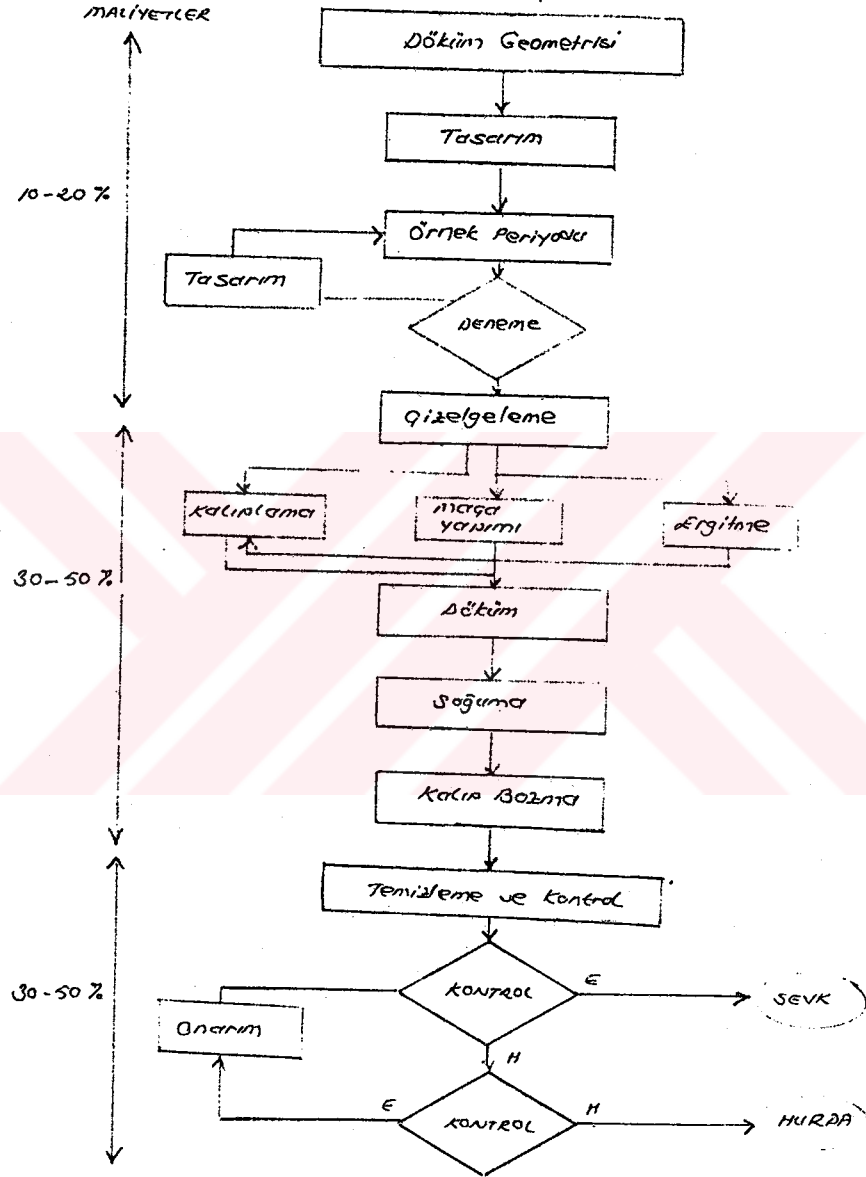 MALİYETLER
Döküm Geometrisi
Tasarım
10-20 %
Örnek Periyodu
Tasarım
Deneme
Çizelgeleme
Kalıplama
Maça
yapımı
Ergitme
30-50 %
Döküm
Soğuma
Kalıp Bozma
Temizleme ve Kontrol
KONTROL
E
SEVK
30-50 %
Onarım
H
E
KONTROL
H
HURDA